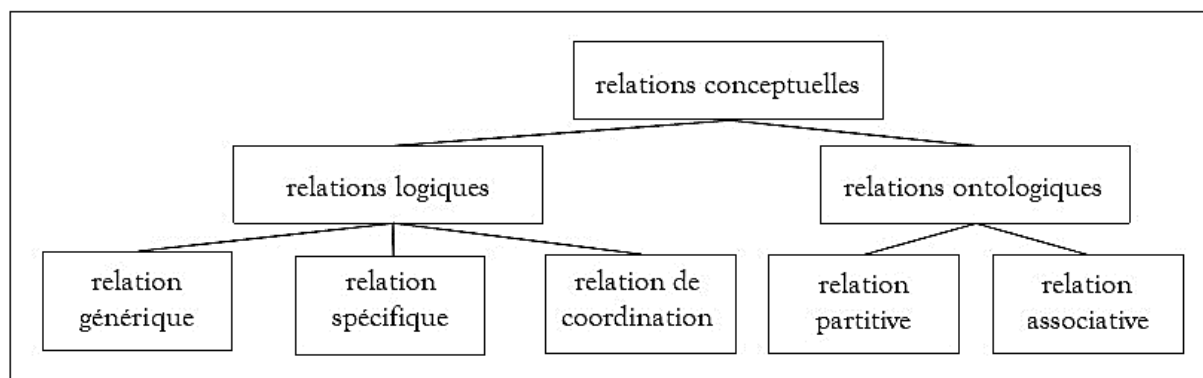 relations conceptuelles
relations logiques
relations ontologiques
relation
générique
relation
spécifique
relation de
coordination
relation
partitive
relation
associative